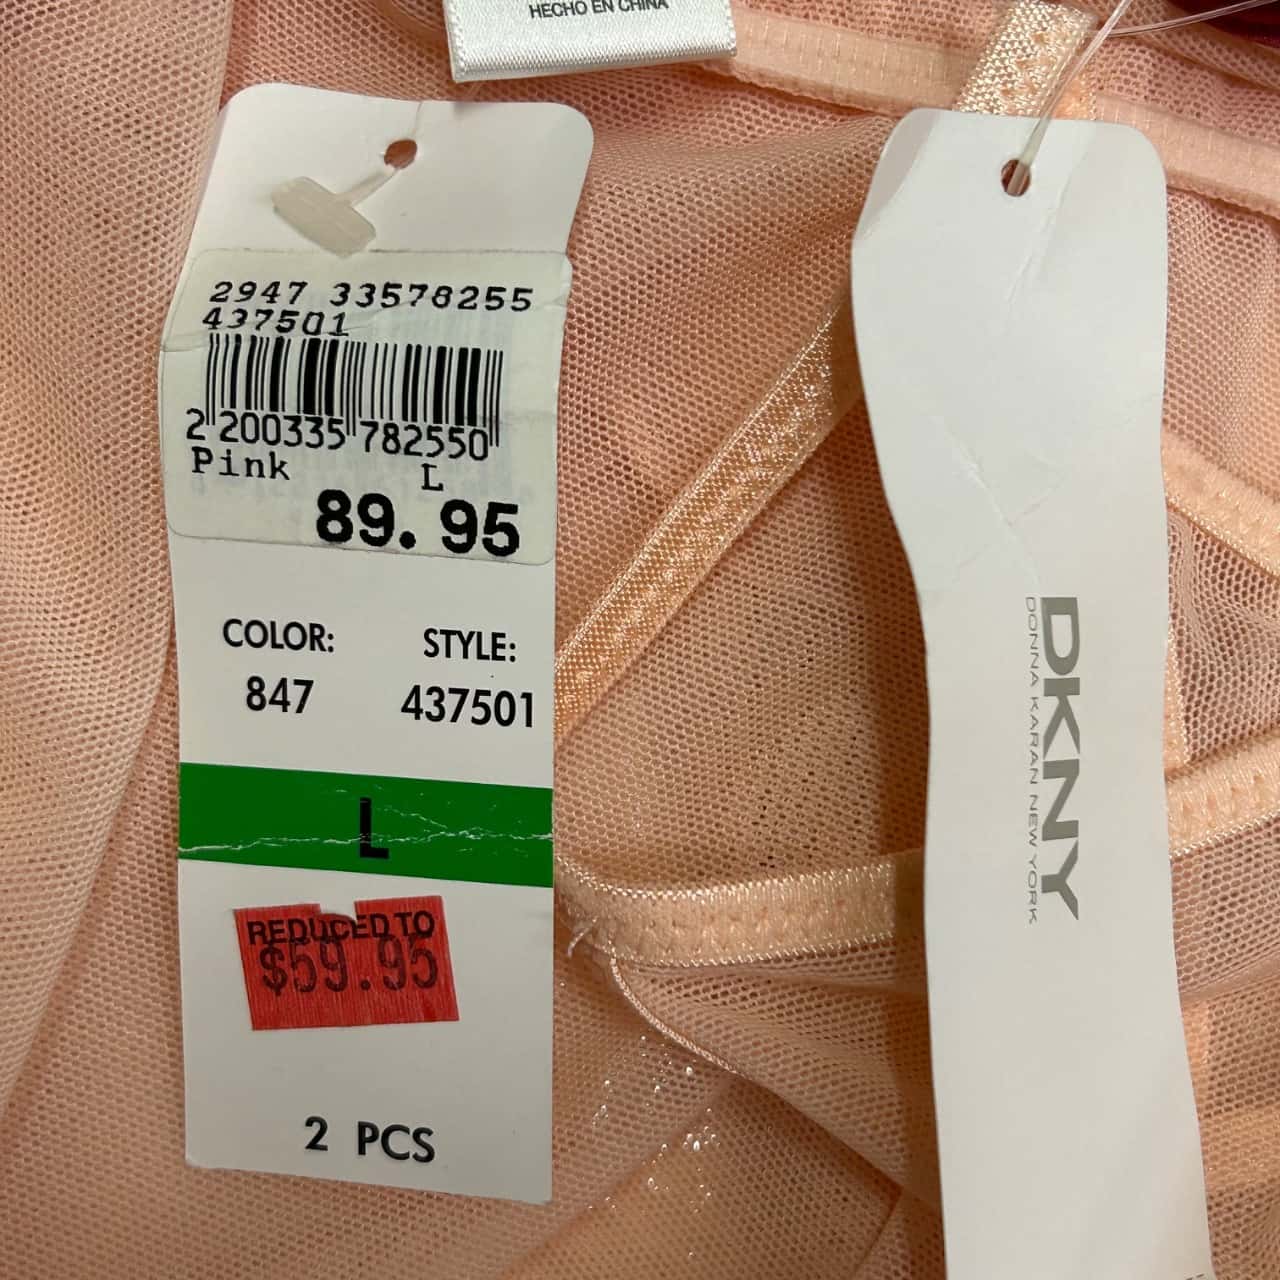 HECHO EN CHINA
2947 33578255
437501
2 200335 782550
Pink L
89.95
COLOR: STYLE:
847 437501
L
REDUCED TO
$59.95
2 PCS
DKNY
DONNA KARAN NEW YORK